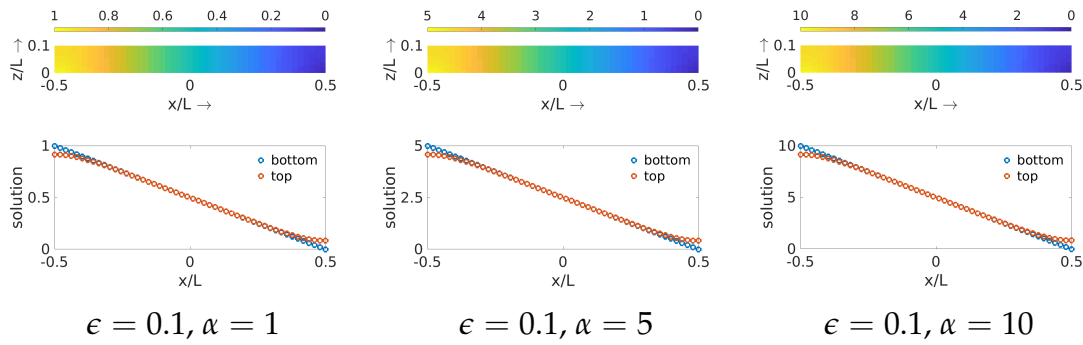 1 0.8 0.6 0.4 0.2 0
z/L →
0.1
0
-0.5 0 0.5
x/L →
solution
1
0.5
0
bottom
top
-0.5 0 0.5
x/L
ϵ = 0.1, α = 1
5 4 3 2 1 0
z/L →
0.1
0
-0.5 0 0.5
x/L →
solution
5
2.5
0
bottom
top
-0.5 0 0.5
x/L
ϵ = 0.1, α = 5
10 8 6 4 2 0
z/L →
0.1
0
-0.5 0 0.5
x/L →
solution
10
5
0
bottom
top
-0.5 0 0.5
x/L
ϵ = 0.1, α = 10